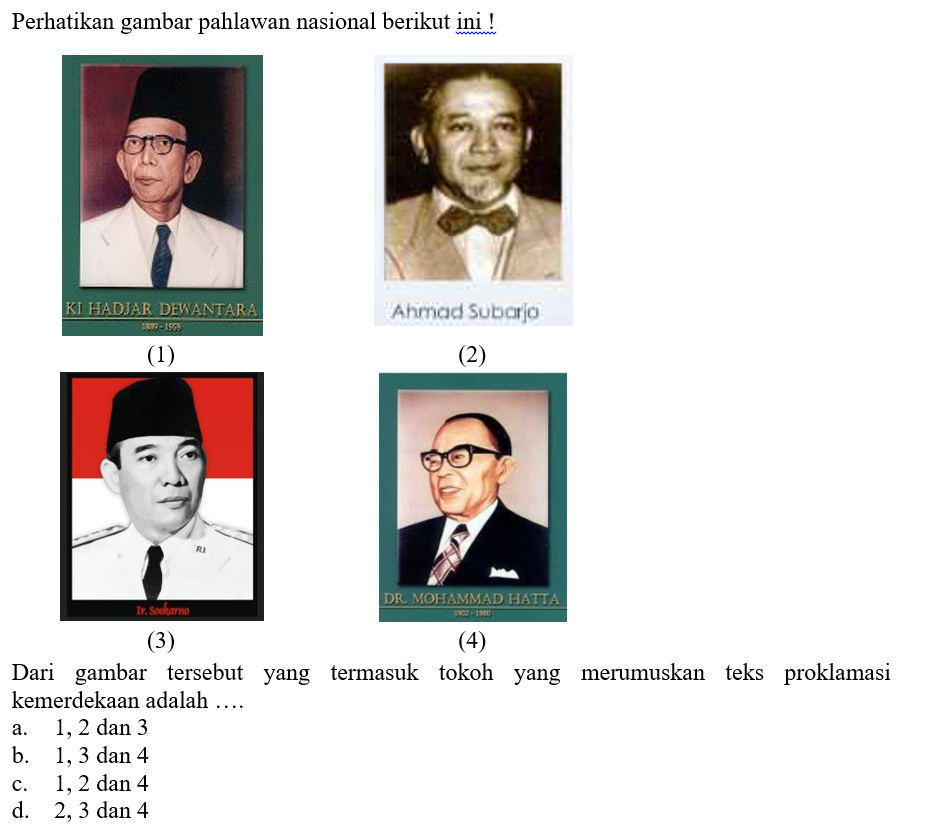 Perhatikan gambar pahlawan nasional berikut ini !
KI HADJAR DEWANTARA
1889 - 1959
(1)
Ahmad Subarjo
(2)
RI
Ir. Soekarno
(3)
DR. MOHAMMAD HATTA
1902 - 1980
(4)
Dari gambar tersebut yang termasuk tokoh yang merumuskan teks proklamasi
kemerdekaan adalah ….
a. 1, 2 dan 3
b. 1, 3 dan 4
c. 1, 2 dan 4
d. 2, 3 dan 4